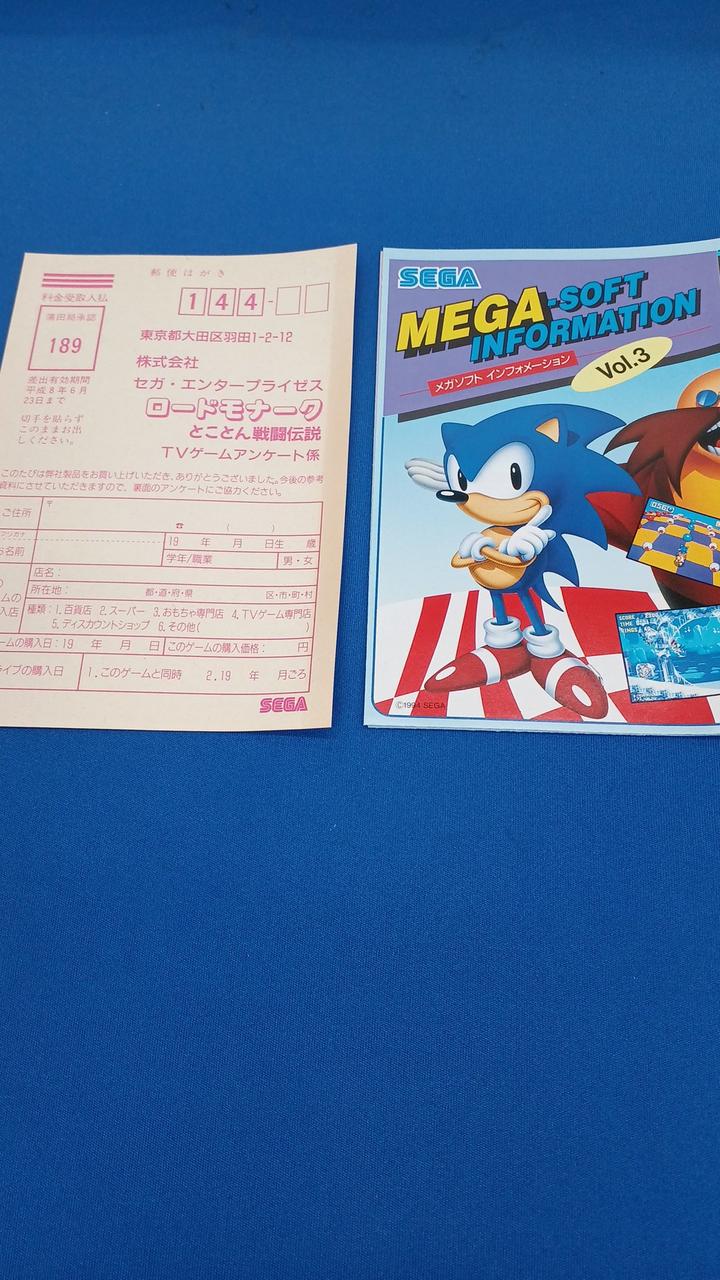 郵便はがき
料金受取人払
蒲田局承認
189
差出有効期間
平成8年6月
23日まで
切手を貼らず
このままお出
しください。
144-
東京都大田区羽田1-2-12
株式会社
セガ・エンタープライゼス
ロードモナーク
とことん戦闘伝説
TVゲームアンケート係
このたびは弊社製品をお買い上げいただき、ありがとうございました。今後の参考
資料にさせていただきますので、裏面のアンケートにご協力ください。
ご住所
〒
☎ ( )
フリガナ
お名前
19 年 月 日生 歳
学年/職業
男・女
店名:
所在地: 都・道・府・県 区・市・町・村
種類:1.百貨店 2.スーパー 3.おもちゃ専門店 4.TVゲーム専門店
5.ディスカウントショップ 6.その他( )
ームの購入日:19 年 月 日
このゲームの購入価格: 円
イブの購入日
1.このゲームと同時 2.19 年 月ごろ
SEGA
SEGA
MEGA-SOFT
INFORMATION
メガソフト インフォメーション
Vol.3
©1994 SEGA
SCORE
TIME
RINGS